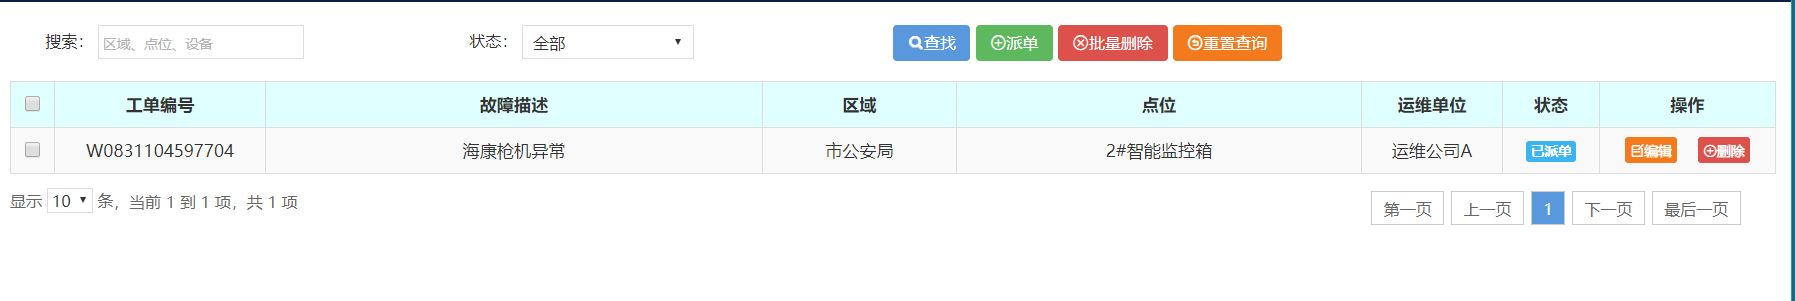 搜索： 区域、点位、设备 状态： 全部 查找 派单 批量删除 重置查询
工单编号 故障描述 区域 点位 运维单位 状态 操作
W0831104597704 海康枪机异常 市公安局 2#智能监控箱 运维公司A 已派单 编辑 删除
显示 10 条，当前 1 到 1 项，共 1 项 第一页 上一页 1 下一页 最后一页